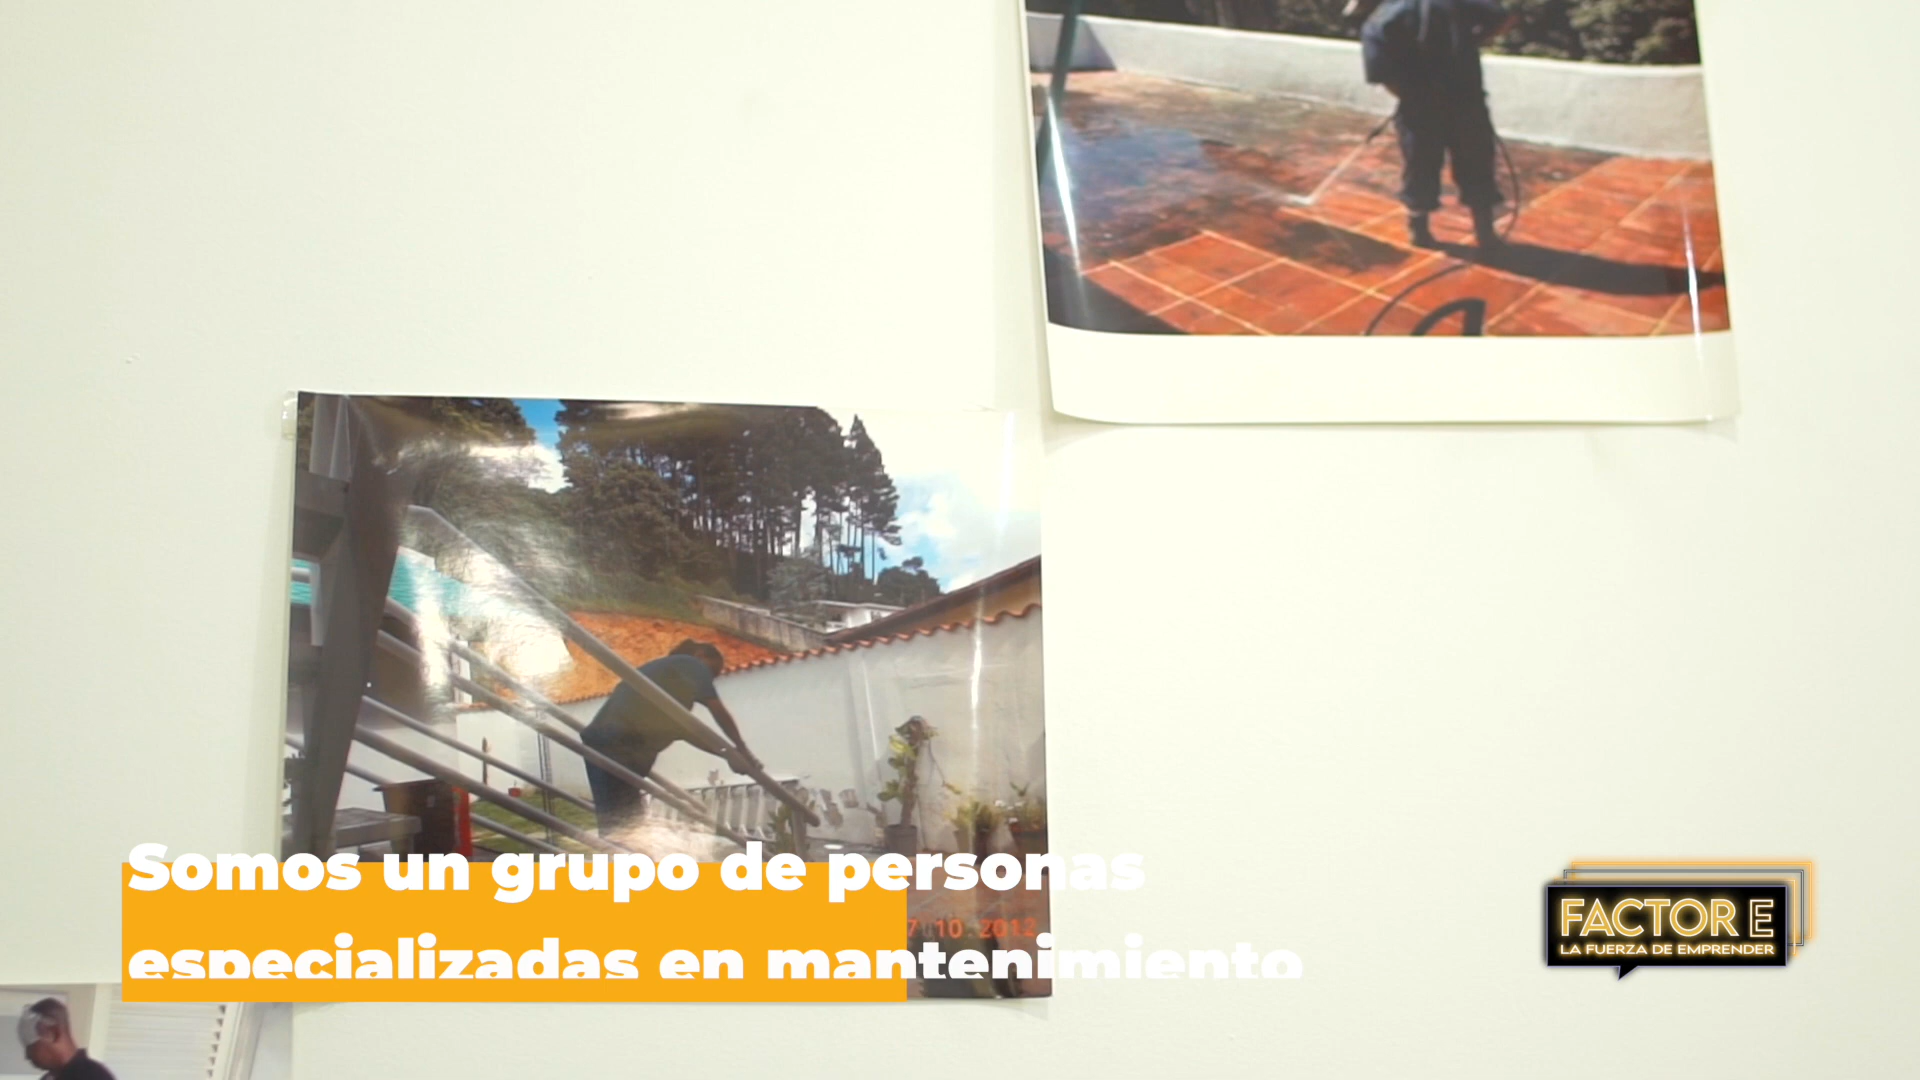 Somos un grupo de personas
especializadas en mantenimiento
7 10 2012
FACTOR E
LA FUERZA DE EMPRENDER